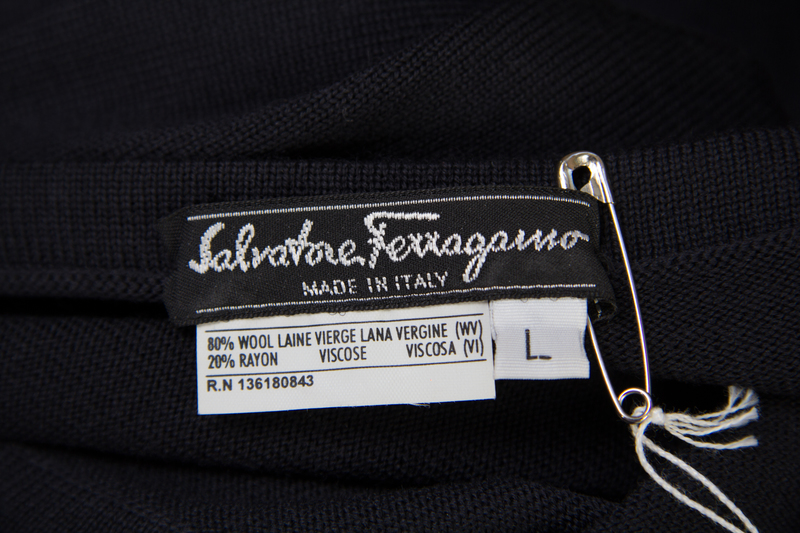 Salvatore Ferragamo
MADE IN ITALY
80% WOOL LAINE VIERGE LANA VERGINE (WV)
20% RAYON VISCOSE VISCOSA (VI)
R.N 136180843
L